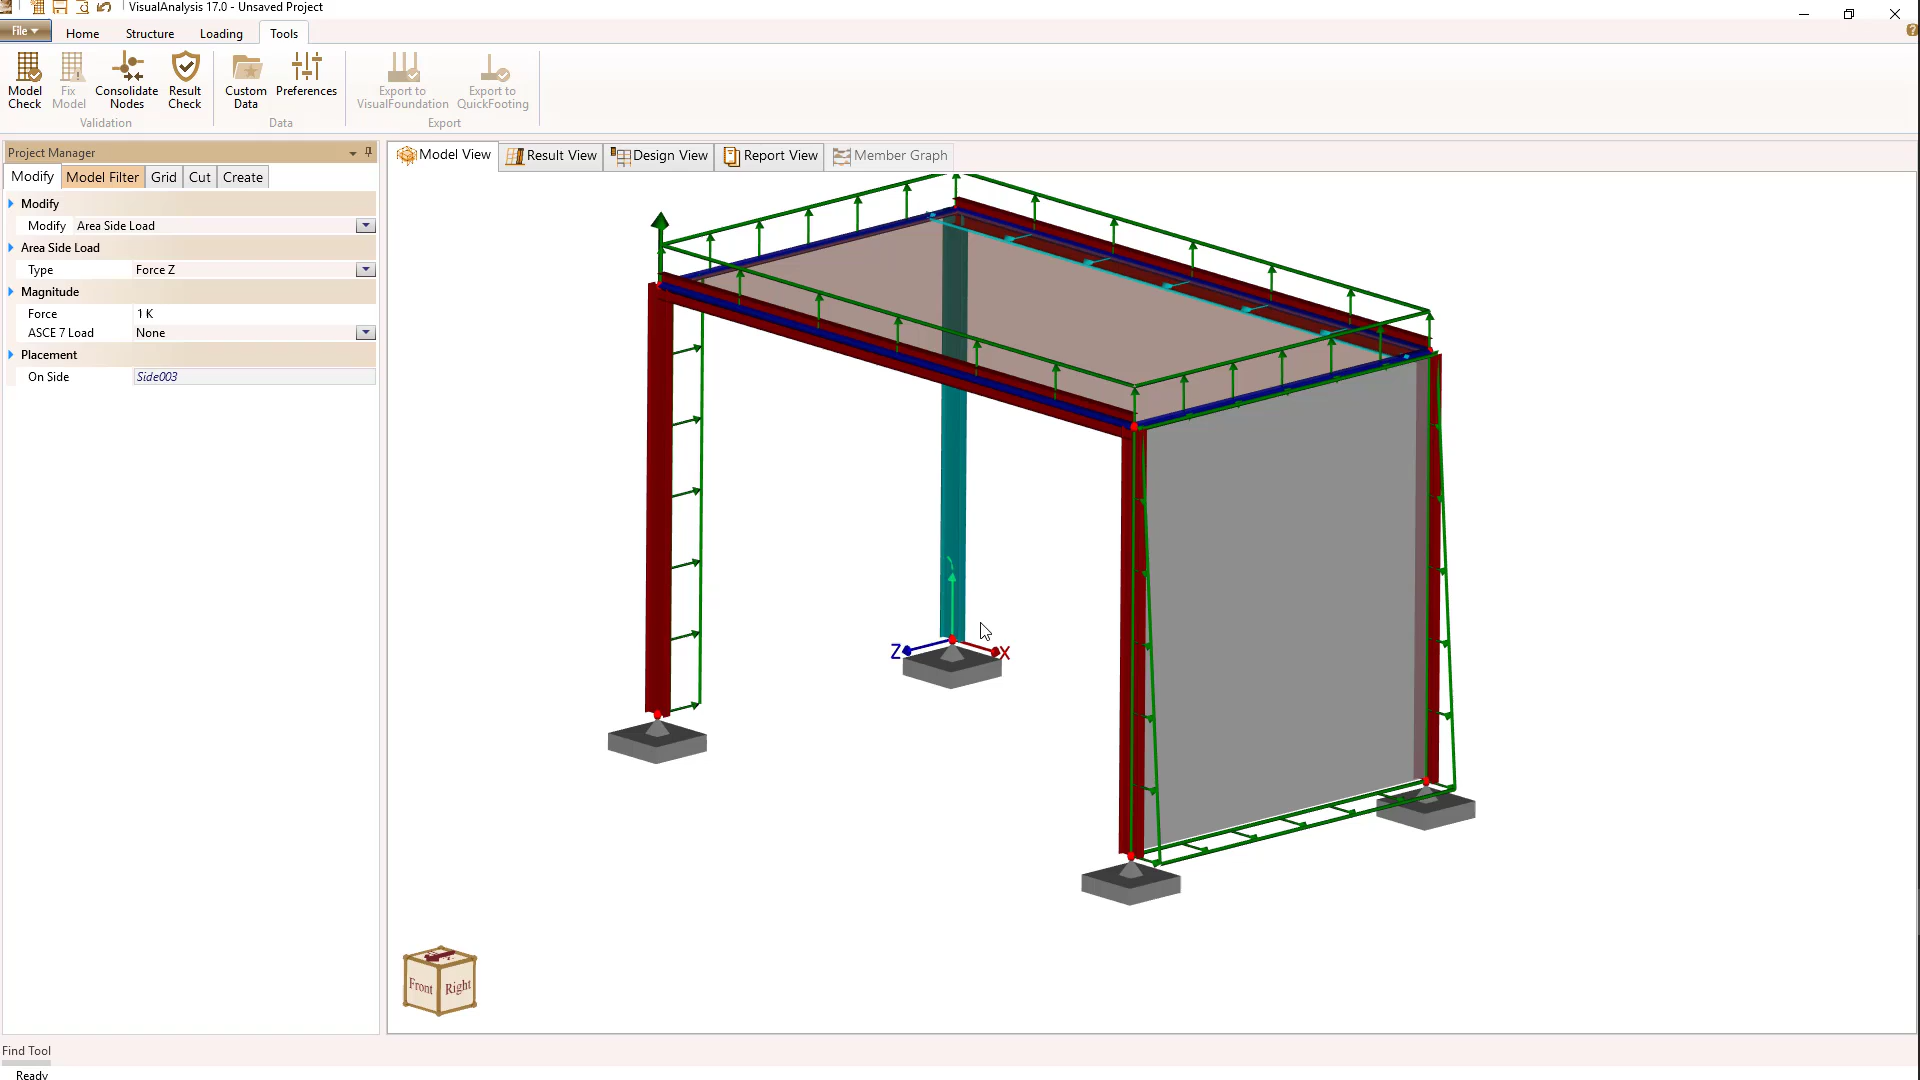 VisualAnalysis 17.0 - Unsaved Project
File
Home
Structure
Loading
Tools
Model Check
Fix Model
Consolidate Nodes
Result Check
Custom Data
Preferences
Export to VisualFoundation
Export to QuickFooting
Validation
Data
Export
Project Manager
Modify
Model Filter
Grid
Cut
Create
Modify
Modify Area Side Load
Area Side Load
Type Force Z
Magnitude
Force 1 K
ASCE 7 Load None
Placement
On Side Side003
Model View
Result View
Design View
Report View
Member Graph
Z
X
Front
Right
Find Tool
Ready